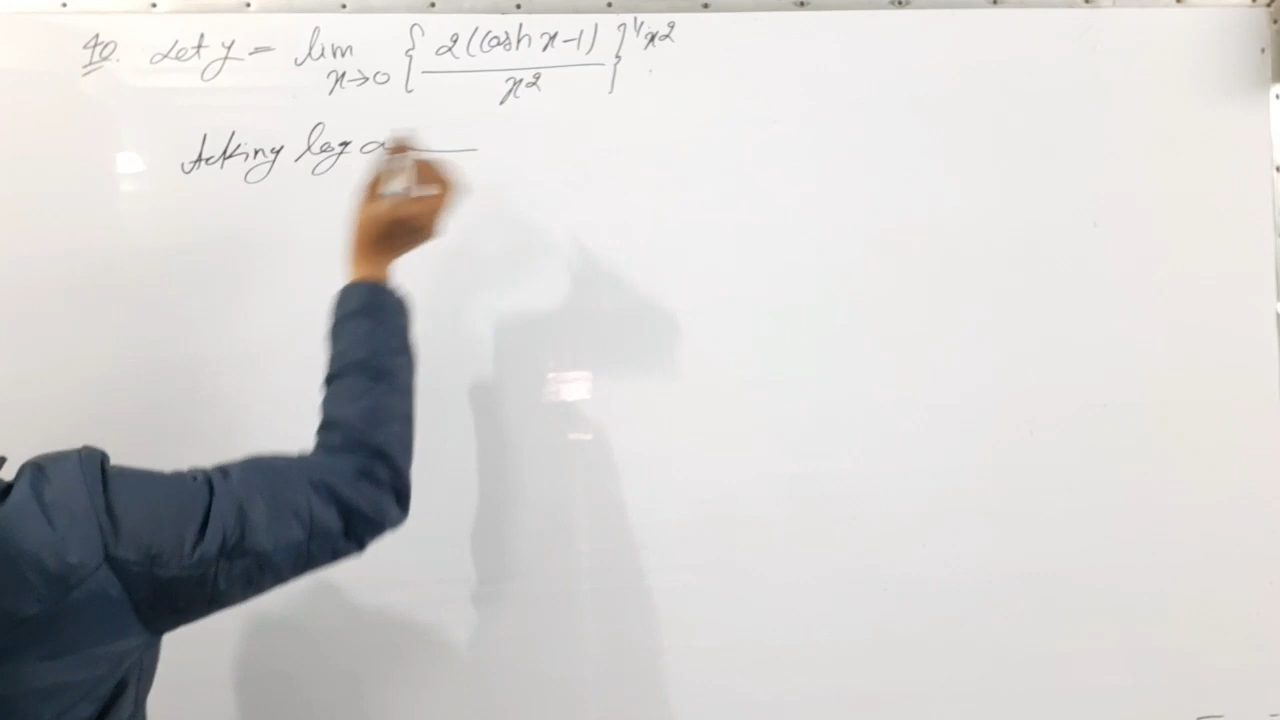 40. Let y = lim x→0 { 2(cosh x-1) / x2 }^1/x2
taking log